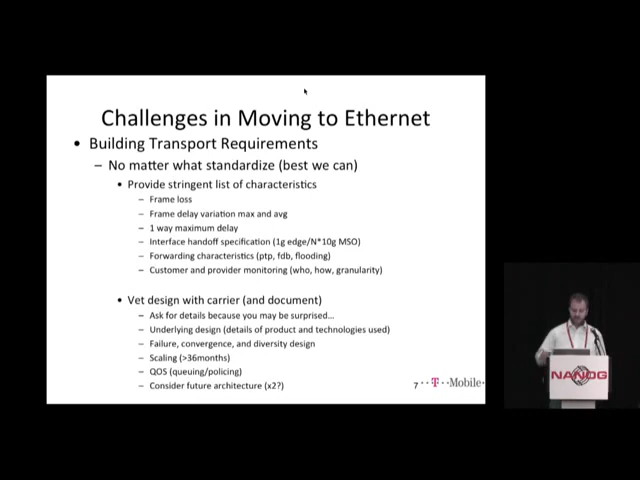 Challenges in Moving to Ethernet
• Building Transport Requirements
– No matter what standardize (best we can)
• Provide stringent list of characteristics
– Frame loss
– Frame delay variation max and avg
– 1 way maximum delay
– Interface handoff specification (1g edge/N*10g MSO)
– Forwarding characteristics (ptp, fdb, flooding)
– Customer and provider monitoring (who, how, granularity)
• Vet design with carrier (and document)
– Ask for details because you may be surprised...
– Underlying design (details of product and technologies used)
– Failure, convergence, and diversity design
– Scaling (>36months)
– QOS (queuing/policing)
– Consider future architecture (x2?)
7 ··T··Mobile·
NANOG